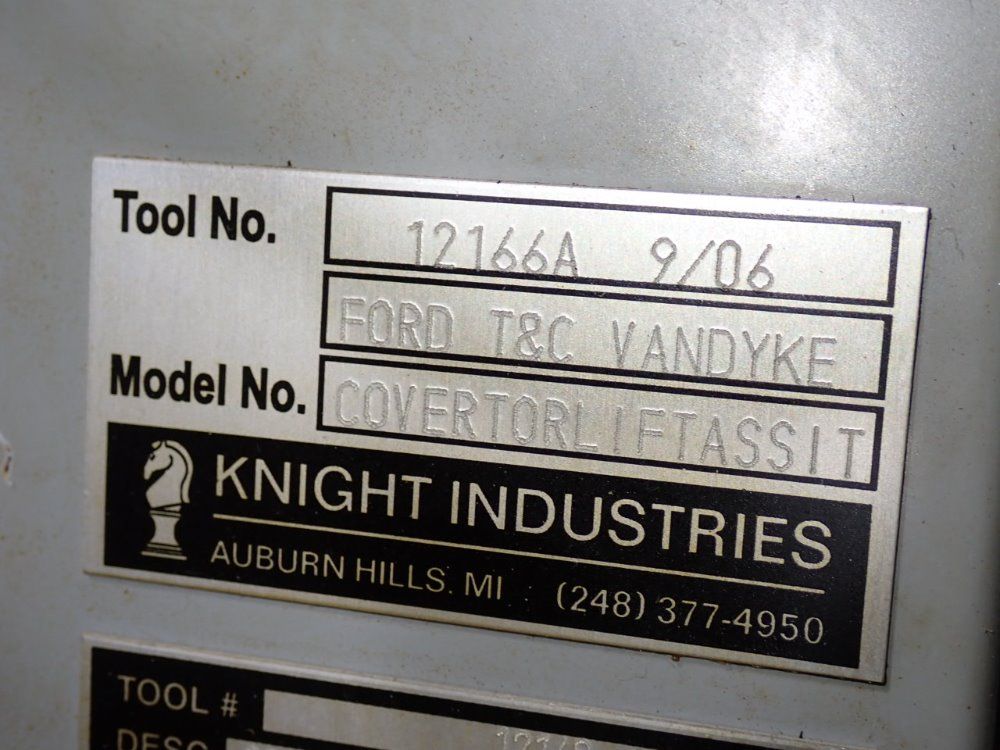 Tool No. 12166A 9/06
FORD T&C VANDYKE
Model No. COVERTORLIFTASSIT
KNIGHT INDUSTRIES
AUBURN HILLS, MI (248) 377-4950
TOOL #
DESC